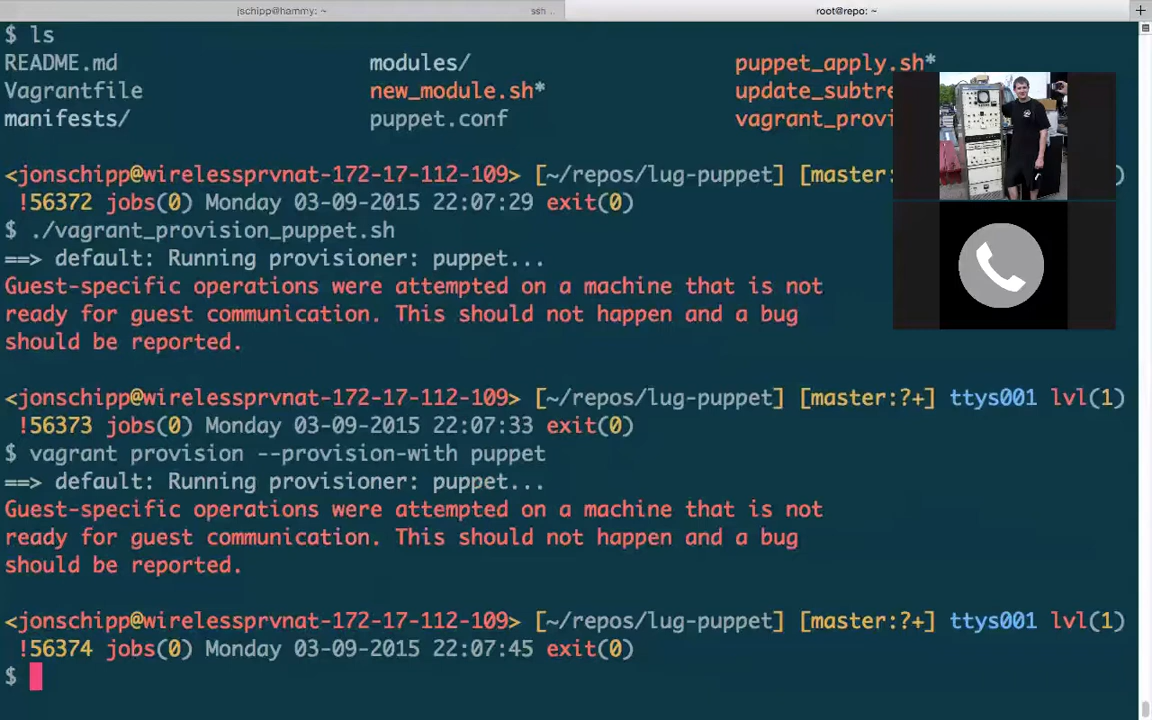 jschipp@hammy: ~ ssh .. root@repo: ~ +
$ ls
README.md modules/ puppet_apply.sh*
Vagrantfile new_module.sh* update_subtre
manifests/ puppet.conf vagrant_provi
<jonschipp@wirelessprvnat-172-17-112-109> [~/repos/lug-puppet] [master: )
!56372 jobs(0) Monday 03-09-2015 22:07:29 exit(0)
$ ./vagrant_provision_puppet.sh
==> default: Running provisioner: puppet...
Guest-specific operations were attempted on a machine that is not
ready for guest communication. This should not happen and a bug
should be reported.
<jonschipp@wirelessprvnat-172-17-112-109> [~/repos/lug-puppet] [master:?+] ttys001 lvl(1)
!56373 jobs(0) Monday 03-09-2015 22:07:33 exit(0)
$ vagrant provision --provision-with puppet
==> default: Running provisioner: puppet...
Guest-specific operations were attempted on a machine that is not
ready for guest communication. This should not happen and a bug
should be reported.
<jonschipp@wirelessprvnat-172-17-112-109> [~/repos/lug-puppet] [master:?+] ttys001 lvl(1)
!56374 jobs(0) Monday 03-09-2015 22:07:45 exit(0)
$